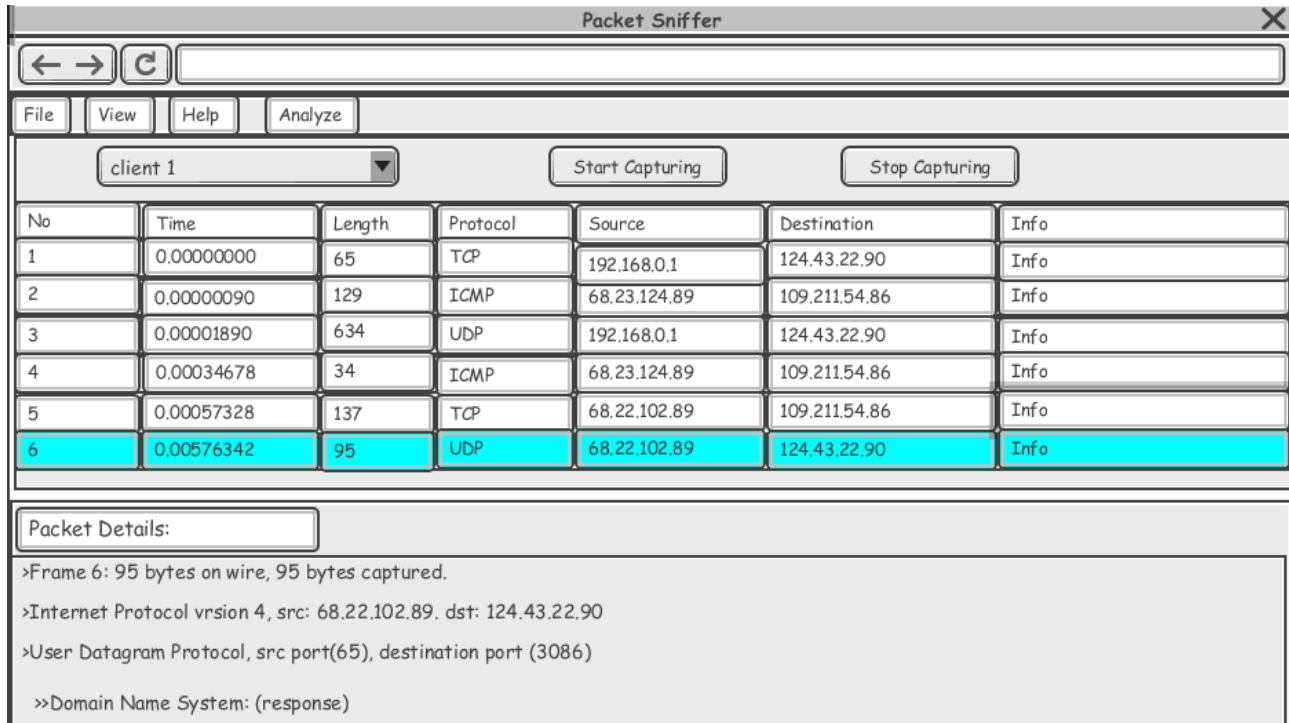 Packet Sniffer
File View Help Analyze
client 1 Start Capturing Stop Capturing
No Time Length Protocol Source Destination Info
1 0.00000000 65 TCP 192.168.0.1 124.43.22.90 Info
2 0.00000090 129 ICMP 68.23.124.89 109.211.54.86 Info
3 0.00001890 634 UDP 192.168.0.1 124.43.22.90 Info
4 0.00034678 34 ICMP 68.23.124.89 109.211.54.86 Info
5 0.00057328 137 TCP 68.22.102.89 109.211.54.86 Info
6 0.00576342 95 UDP 68.22.102.89 124.43.22.90 Info
Packet Details:
>Frame 6: 95 bytes on wire, 95 bytes captured.
>Internet Protocol vrsion 4, src: 68.22.102.89. dst: 124.43.22.90
>User Datagram Protocol, src port(65), destination port (3086)
>>Domain Name System: (response)